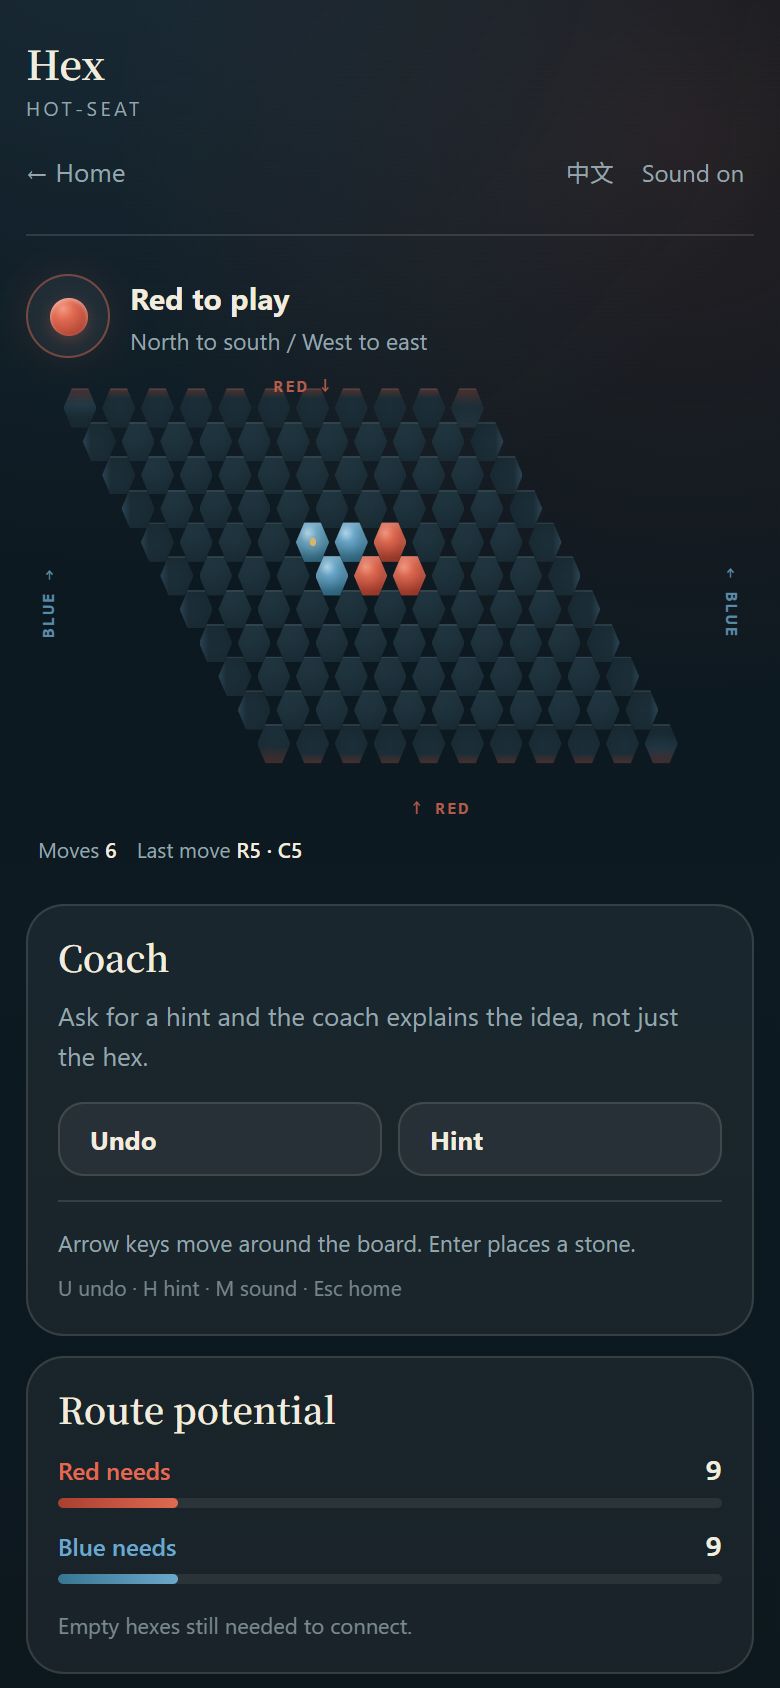 Hex
HOT-SEAT
← Home
中文 Sound on
Red to play
North to south / West to east
RED ↓
BLUE →
← BLUE
↑ RED
Moves 6 Last move R5 · C5
Coach
Ask for a hint and the coach explains the idea, not just
the hex.
Undo
Hint
Arrow keys move around the board. Enter places a stone.
U undo · H hint · M sound · Esc home
Route potential
Red needs 9
Blue needs 9
Empty hexes still needed to connect.